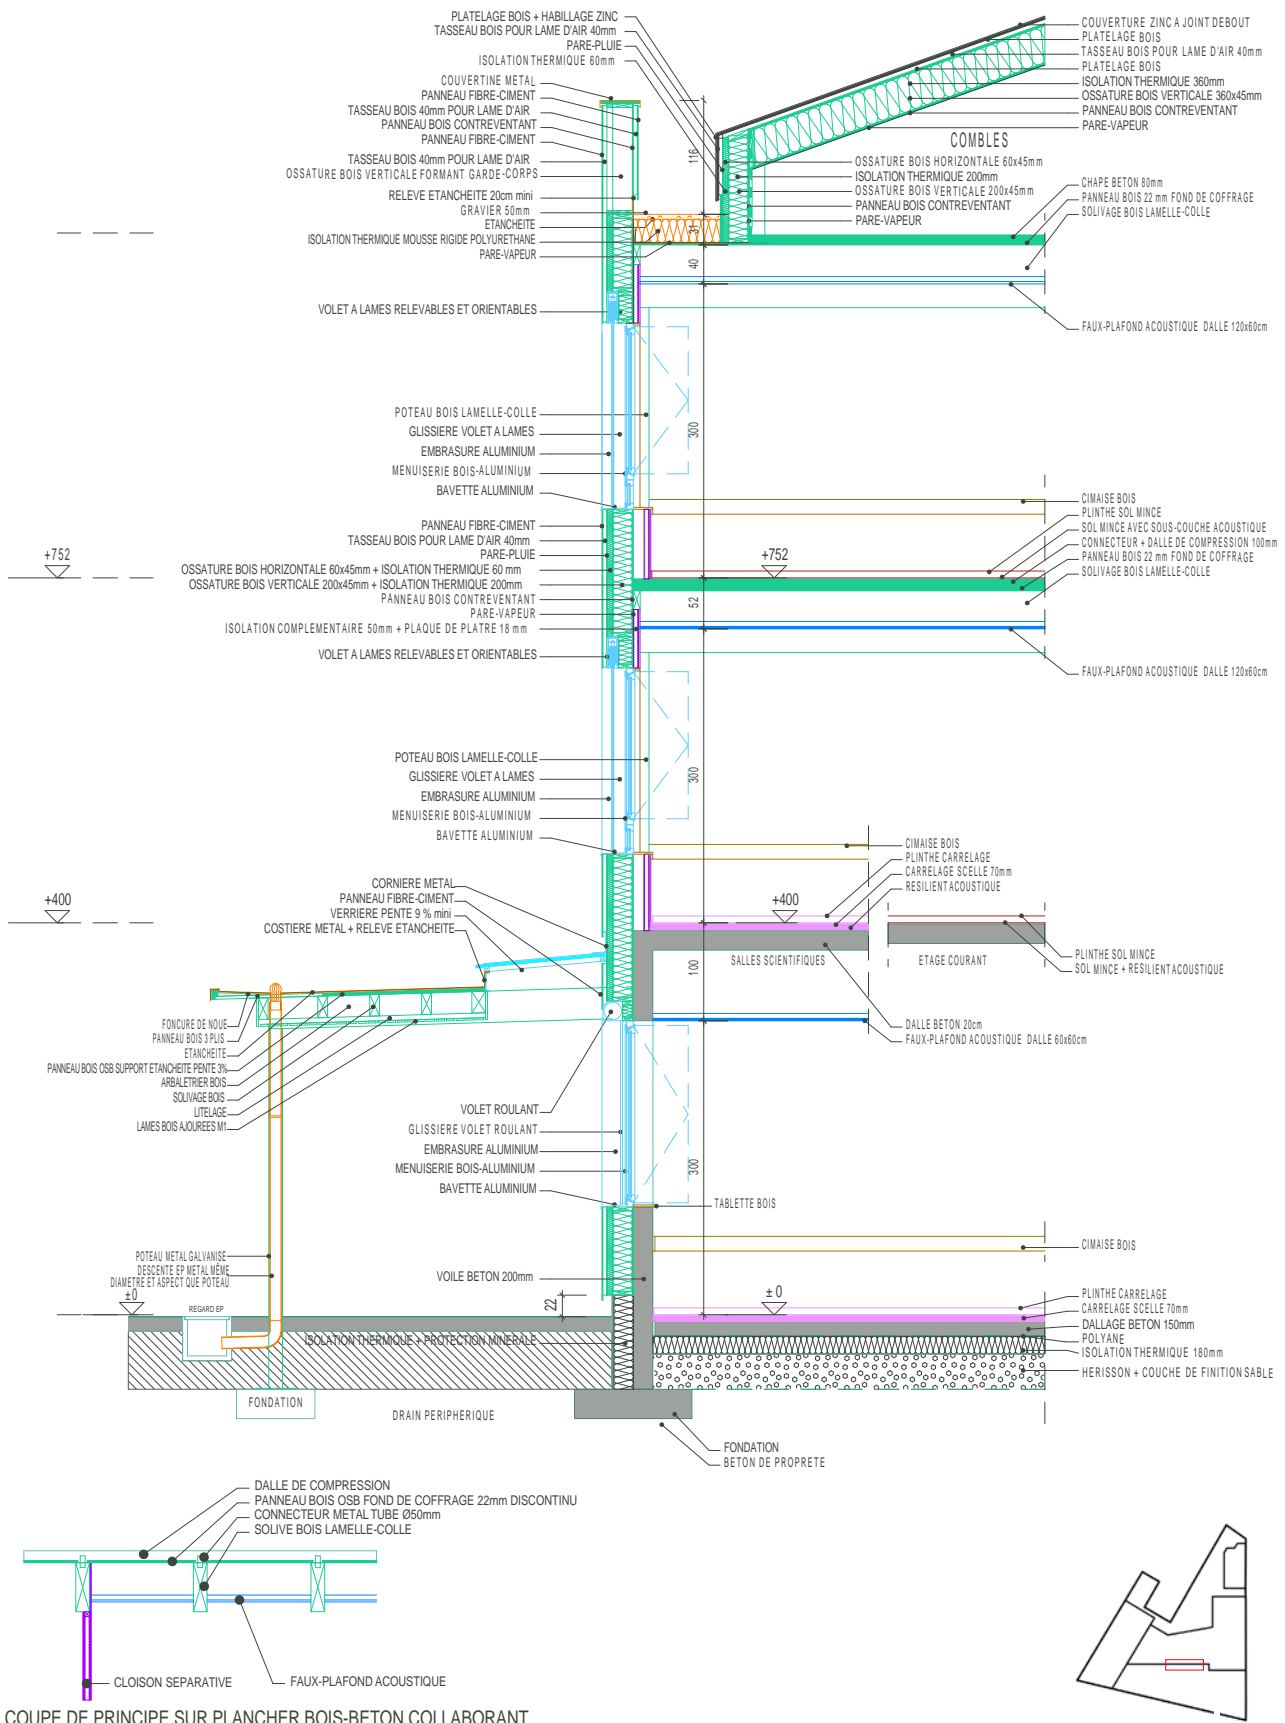 PLATELAGE BOIS + HABILLAGE ZINC
TASSEAU BOIS POUR LAME D'AIR 40mm
PARE-PLUIE
ISOLATION THERMIQUE 60mm
COUVERTINE METAL
PANNEAU FIBRE-CIMENT
TASSEAU BOIS 40mm POUR LAME D'AIR
PANNEAU BOIS CONTREVENTANT
PANNEAU FIBRE-CIMENT
TASSEAU BOIS 40mm POUR LAME D'AIR
OSSATURE BOIS VERTICALE FORMANT GARDE-CORPS
RELEVE ETANCHEITE 20cm mini
GRAVIER 50mm
ETANCHEITE
ISOLATION THERMIQUE MOUSSE RIGIDE POLYURETHANE
PARE-VAPEUR
VOLET A LAMES RELEVABLES ET ORIENTABLES
COUVERTURE ZINC A JOINT DEBOUT
PLATELAGE BOIS
TASSEAU BOIS POUR LAME D'AIR 40mm
PLATELAGE BOIS
ISOLATION THERMIQUE 360mm
OSSATURE BOIS VERTICALE 360x45mm
PANNEAU BOIS CONTREVENTANT
PARE-VAPEUR
COMBLES
OSSATURE BOIS HORIZONTALE 60x45mm
ISOLATION THERMIQUE 200mm
OSSATURE BOIS VERTICALE 200x45mm
PANNEAU BOIS CONTREVENTANT
PARE-VAPEUR
CHAPE BETON 80mm
PANNEAU BOIS 22 mm FOND DE COFFRAGE
SOLIVAGE BOIS LAMELLE-COLLE
FAUX-PLAFOND ACOUSTIQUE DALLE 120x60cm
116
31
40
300
POTEAU BOIS LAMELLE-COLLE
GLISSIERE VOLET A LAMES
EMBRASURE ALUMINIUM
MENUISERIE BOIS-ALUMINIUM
BAVETTE ALUMINIUM
PANNEAU FIBRE-CIMENT
TASSEAU BOIS POUR LAME D'AIR 40mm
PARE-PLUIE
OSSATURE BOIS HORIZONTALE 60x45mm + ISOLATION THERMIQUE 60 mm
OSSATURE BOIS VERTICALE 200x45mm + ISOLATION THERMIQUE 200mm
PANNEAU BOIS CONTREVENTANT
PARE-VAPEUR
ISOLATION COMPLEMENTAIRE 50mm + PLAQUE DE PLATRE 18 mm
VOLET A LAMES RELEVABLES ET ORIENTABLES
+752
+752
52
CIMAISE BOIS
PLINTHE SOL MINCE
SOL MINCE AVEC SOUS-COUCHE ACOUSTIQUE
CONNECTEUR + DALLE DE COMPRESSION 100mm
PANNEAU BOIS 22 mm FOND DE COFFRAGE
SOLIVAGE BOIS LAMELLE-COLLE
FAUX-PLAFOND ACOUSTIQUE DALLE 120x60cm
300
POTEAU BOIS LAMELLE-COLLE
GLISSIERE VOLET A LAMES
EMBRASURE ALUMINIUM
MENUISERIE BOIS-ALUMINIUM
BAVETTE ALUMINIUM
CORNIERE METAL
PANNEAU FIBRE-CIMENT
VERRIERE PENTE 9 % mini
COSTIERE METAL + RELEVE ETANCHEITE
+400
+400
100
CIMAISE BOIS
PLINTHE CARRELAGE
CARRELAGE SCELLE 70mm
RESILIENT ACOUSTIQUE
SALLES SCIENTIFIQUES
ETAGE COURANT
PLINTHE SOL MINCE
SOL MINCE + RESILIENT ACOUSTIQUE
DALLE BETON 20cm
FAUX-PLAFOND ACOUSTIQUE DALLE 60x60cm
FONCURE DE NOUE
PANNEAU BOIS 3 PLIS
ETANCHEITE
PANNEAU BOIS OSB SUPPORT ETANCHEITE PENTE 3%
ARBALETRIER BOIS
SOLIVAGE BOIS
LITELAGE
LAMES BOIS AJOUREES M1
VOLET ROULANT
GLISSIERE VOLET ROULANT
EMBRASURE ALUMINIUM
MENUISERIE BOIS-ALUMINIUM
BAVETTE ALUMINIUM
300
TABLETTE BOIS
CIMAISE BOIS
POTEAU METAL GALVANISE
DESCENTE EP METAL MÊME
DIAMETRE ET ASPECT QUE POTEAU
VOILE BETON 200mm
±0
± 0
22
REGARD EP
ISOLATION THERMIQUE + PROTECTION MINERALE
PLINTHE CARRELAGE
CARRELAGE SCELLE 70mm
DALLAGE BETON 150mm
POLYANE
ISOLATION THERMIQUE 180mm
HERISSON + COUCHE DE FINITION SABLE
FONDATION
DRAIN PERIPHERIQUE
FONDATION
BETON DE PROPRETE
DALLE DE COMPRESSION
PANNEAU BOIS OSB FOND DE COFFRAGE 22mm DISCONTINU
CONNECTEUR METAL TUBE Ø50mm
SOLIVE BOIS LAMELLE-COLLE
CLOISON SEPARATIVE
FAUX-PLAFOND ACOUSTIQUE
COUPE DE PRINCIPE SUR PLANCHER BOIS-BETON COLLABORANT